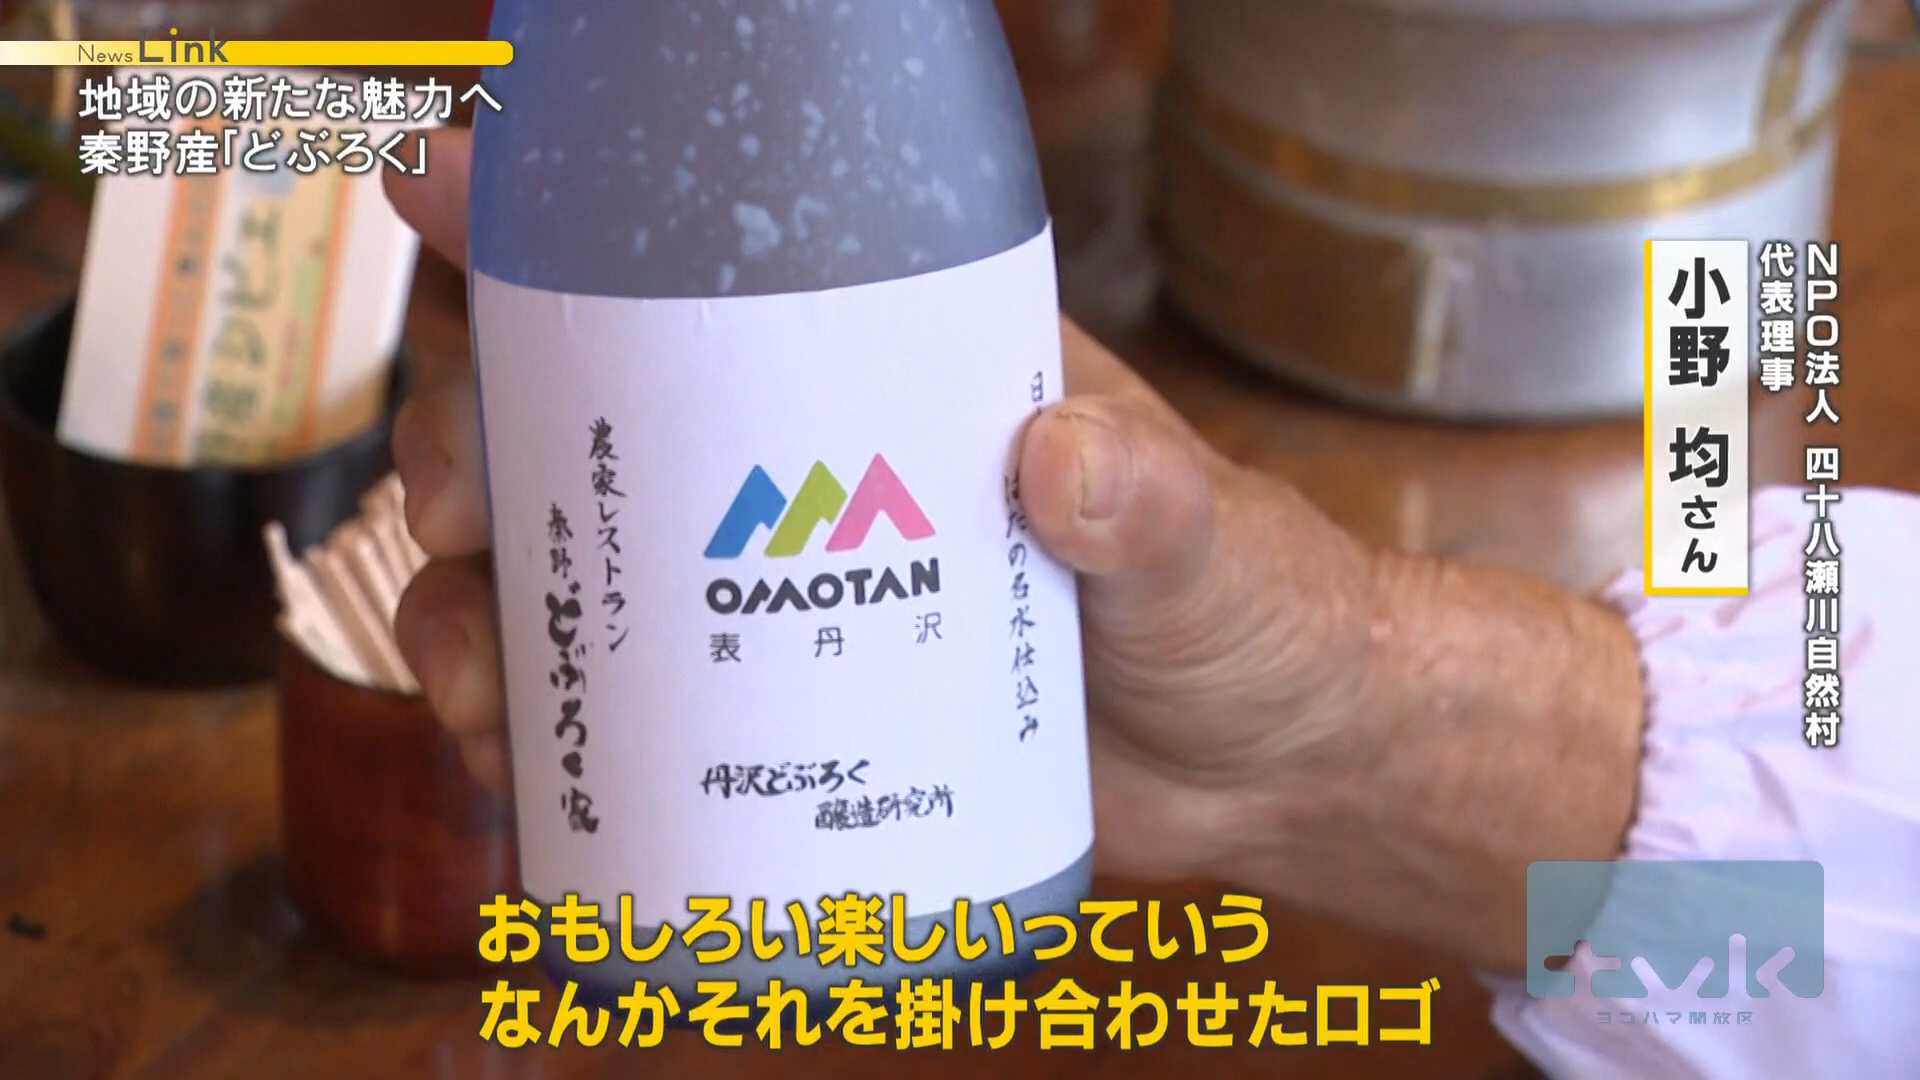 News Link
地域の新たな魅力へ
秦野産「どぶろく」
NPO法人 四十八瀬川自然村
代表理事
小野 均さん
はだの名水仕込み
OMOTAN
表丹沢
農家レストラン
秦野
どぶろく家
丹沢どぶろく
醸造研究所
おもしろい楽しいっていう
なんかそれを掛け合わせたロゴ
tvk
ヨコハマ開放区